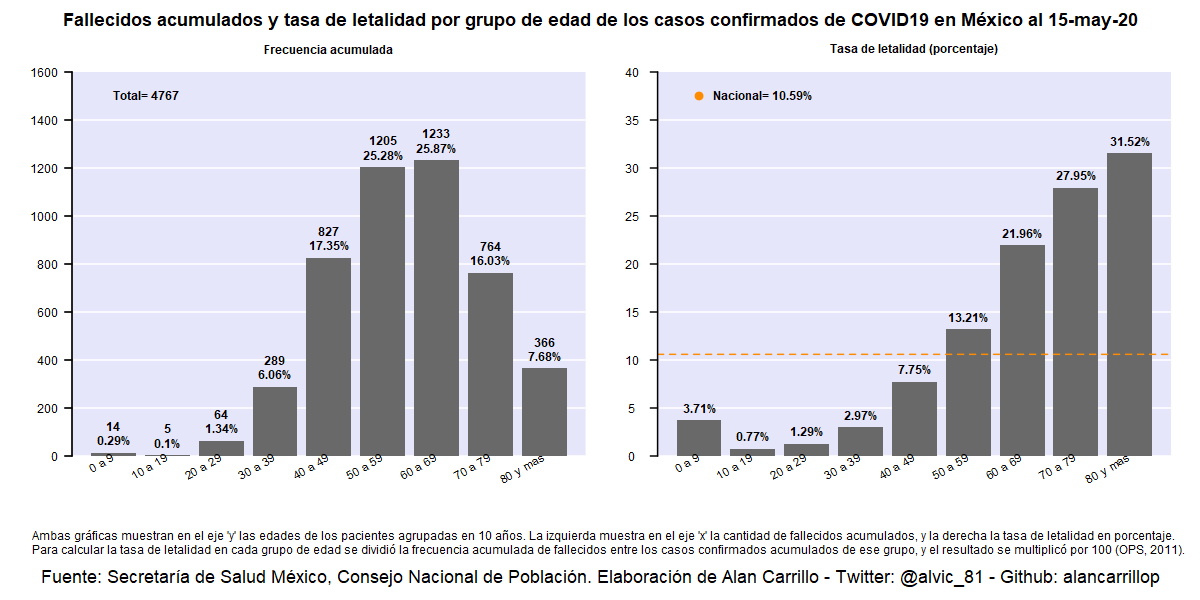 Fallecidos acumulados y tasa de letalidad por grupo de edad de los casos confirmados de COVID19 en México al 15-may-20
Frecuencia acumulada
1600
1400
1200
1000
800
600
400
200
0
Total= 4767
14
0.29%
5
0.1%
64
1.34%
289
6.06%
827
17.35%
1205
25.28%
1233
25.87%
764
16.03%
366
7.68%
0 a 9
10 a 19
20 a 29
30 a 39
40 a 49
50 a 59
60 a 69
70 a 79
80 y mas
Tasa de letalidad (porcentaje)
40
35
30
25
20
15
10
5
0
Nacional= 10.59%
3.71%
0.77%
1.29%
2.97%
7.75%
13.21%
21.96%
27.95%
31.52%
0 a 9
10 a 19
20 a 29
30 a 39
40 a 49
50 a 59
60 a 69
70 a 79
80 y mas
Ambas gráficas muestran en el eje 'y' las edades de los pacientes agrupadas en 10 años. La izquierda muestra en el eje 'x' la cantidad de fallecidos acumulados, y la derecha la tasa de letalidad en porcentaje.
Para calcular la tasa de letalidad en cada grupo de edad se dividió la frecuencia acumulada de fallecidos entre los casos confirmados acumulados de ese grupo, y el resultado se multiplicó por 100 (OPS, 2011).
Fuente: Secretaría de Salud México, Consejo Nacional de Población. Elaboración de Alan Carrillo - Twitter: @alvic_81 - Github: alancarrillop